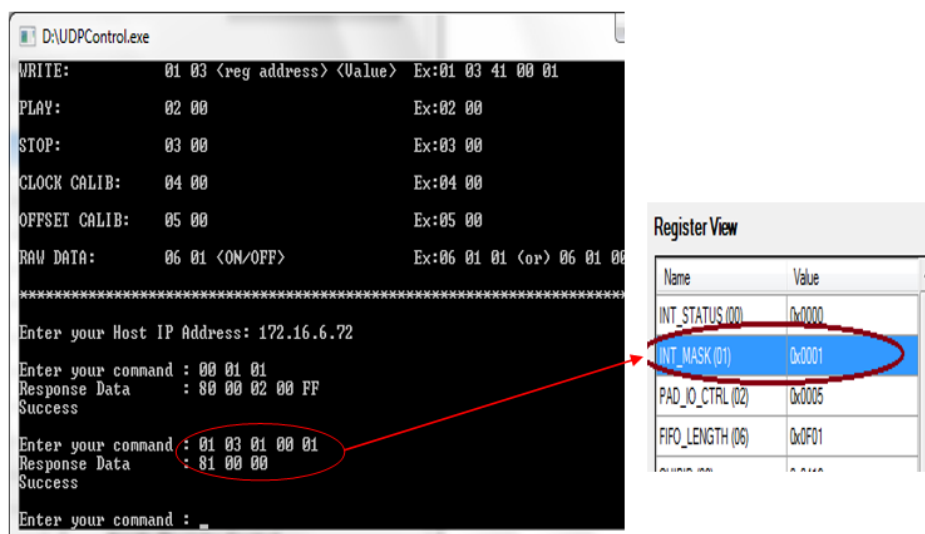 D:\UDPControl.exe
WRITE: 01 03 <reg address> <Value> Ex:01 03 41 00 01
PLAY: 02 00 Ex:02 00
STOP: 03 00 Ex:03 00
CLOCK CALIB: 04 00 Ex:04 00
OFFSET CALIB: 05 00 Ex:05 00
RAW DATA: 06 01 <ON/OFF> Ex:06 01 01 (or) 06 01 00
**********************************************************************
Enter your Host IP Address: 172.16.6.72
Enter your command : 00 01 01
Response Data : 80 00 02 00 FF
Success
Enter your command : 01 03 01 00 01
Response Data : 81 00 00
Success
Enter your command : _
Register View
Name Value
INT_STATUS (00) 0x0000
INT_MASK (01) 0x0001
PAD_IO_CTRL (02) 0x0005
FIFO_LENGTH (06) 0x0F01